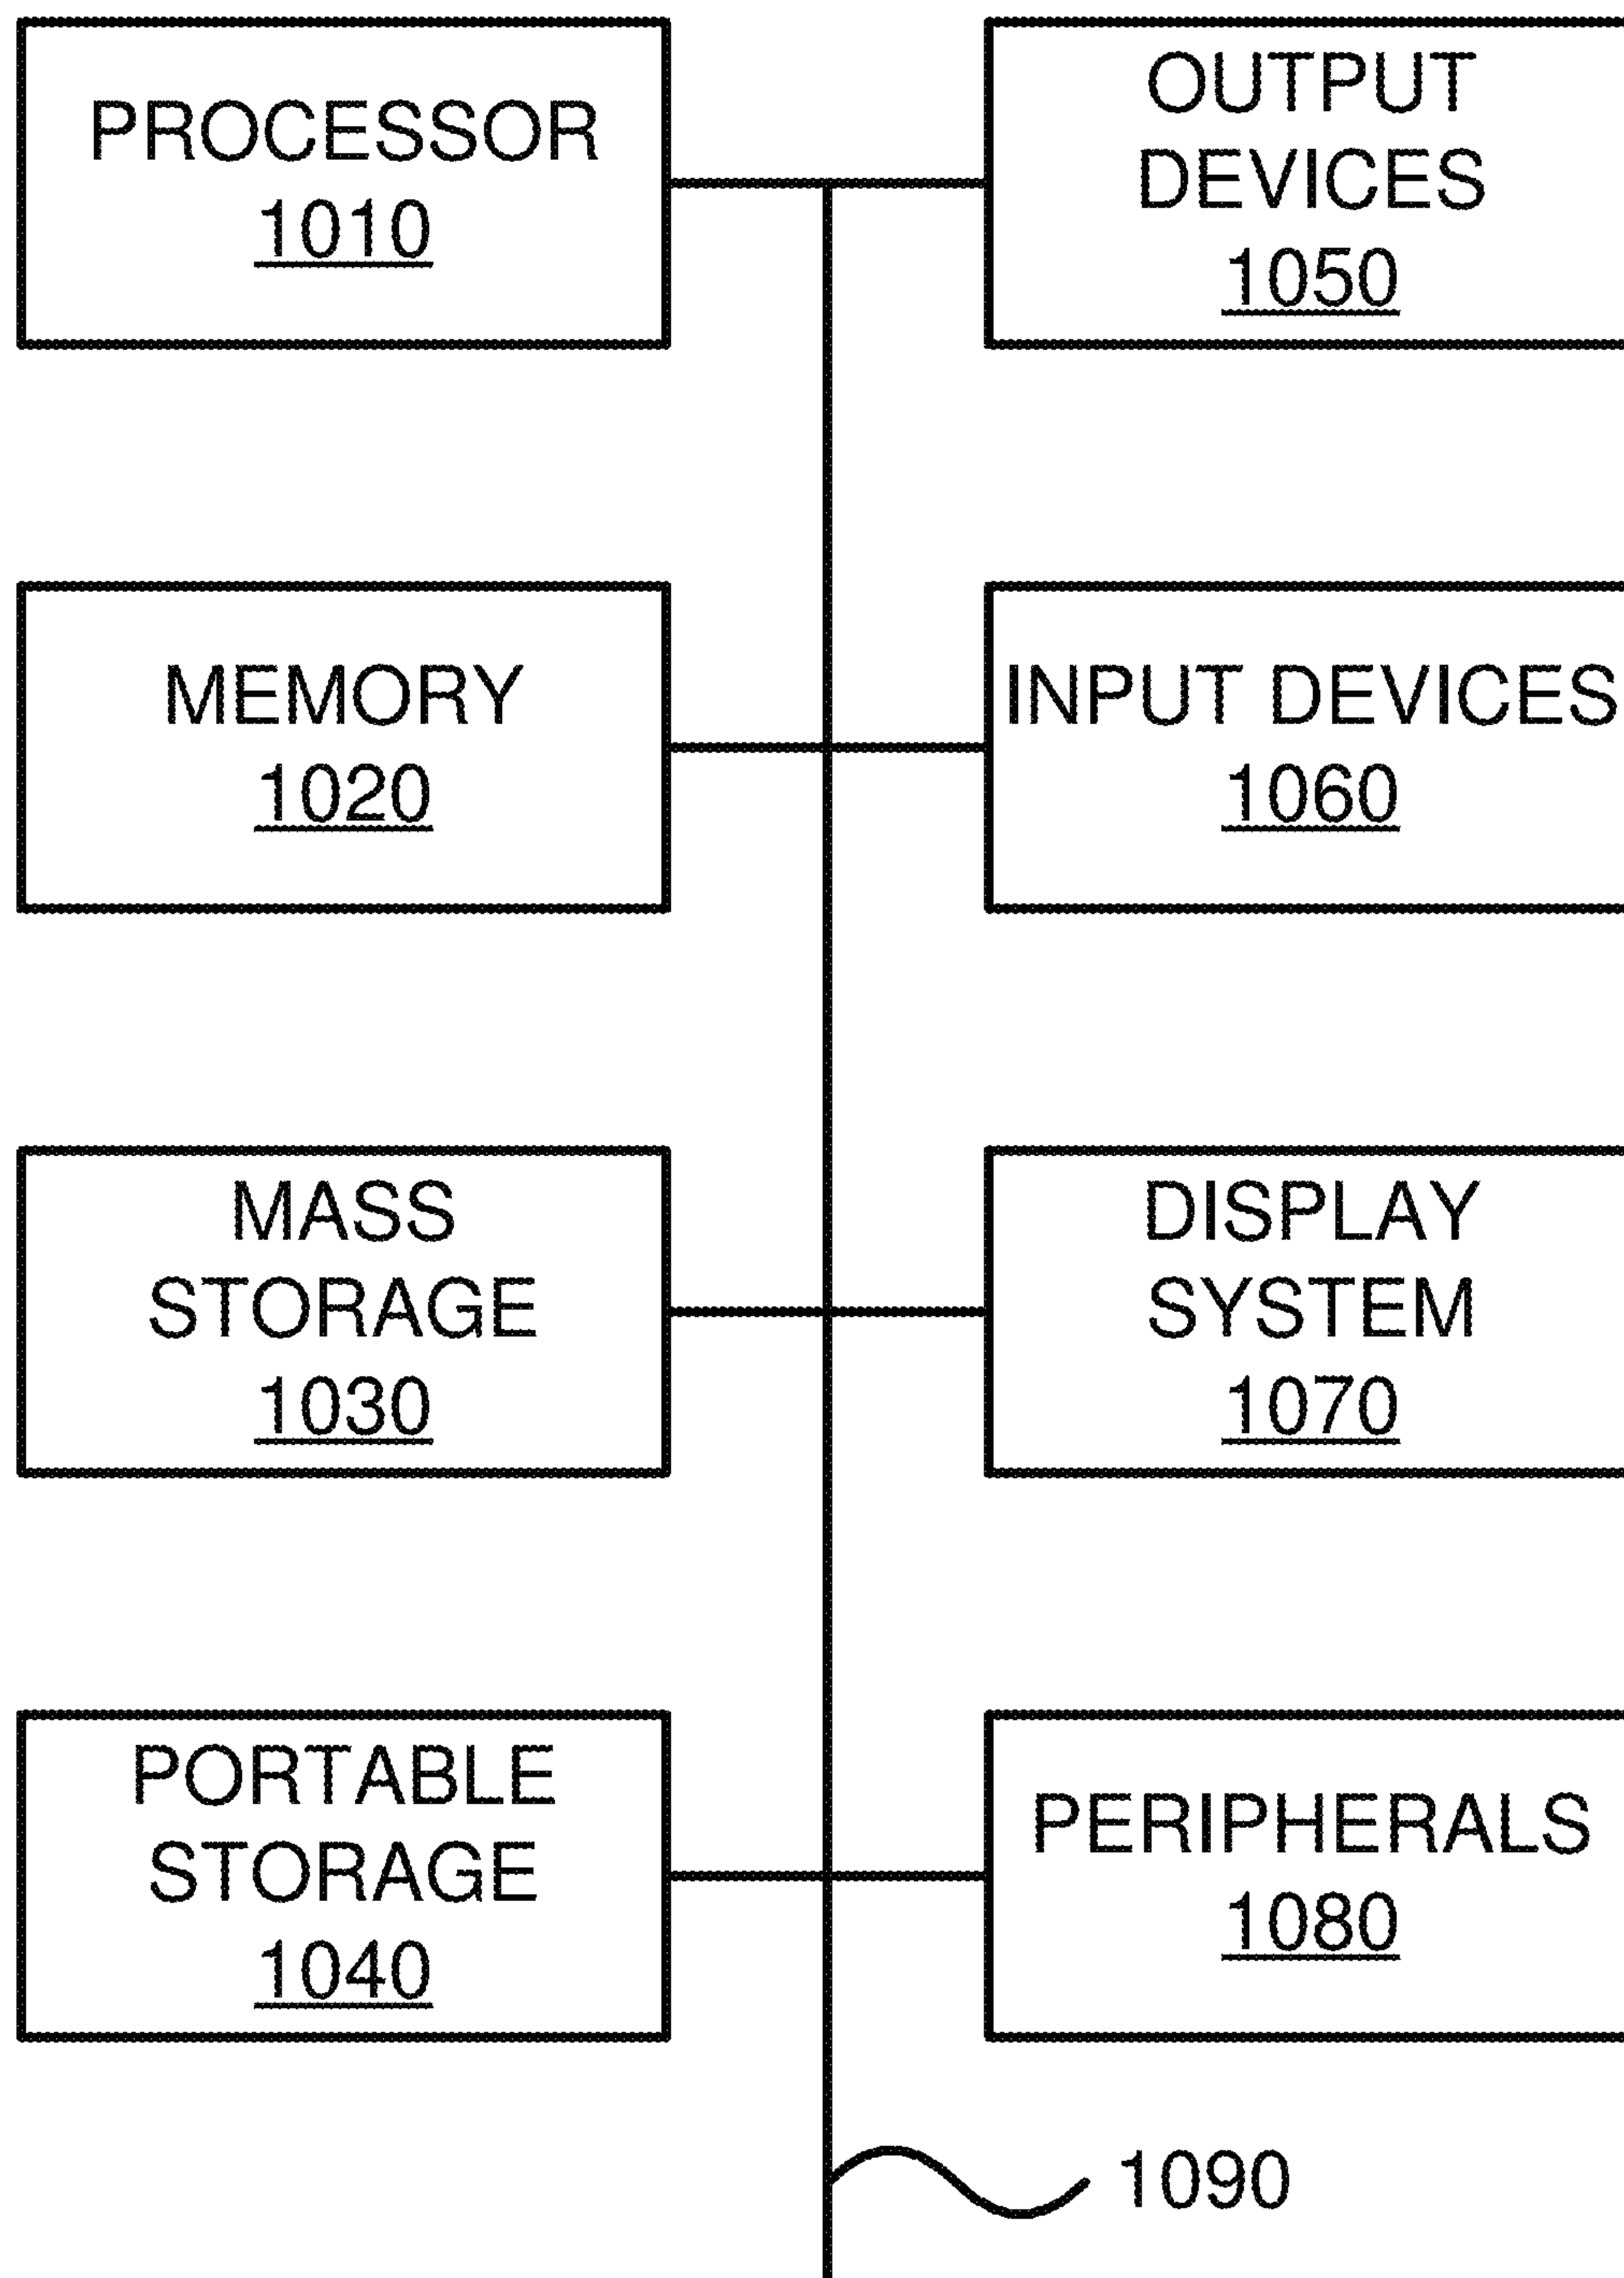 PROCESSOR
1010
OUTPUT
DEVICES
1050
MEMORY
1020
INPUT DEVICES
1060
MASS
STORAGE
1030
DISPLAY
SYSTEM
1070
PORTABLE
STORAGE
1040
PERIPHERALS
1080
1090